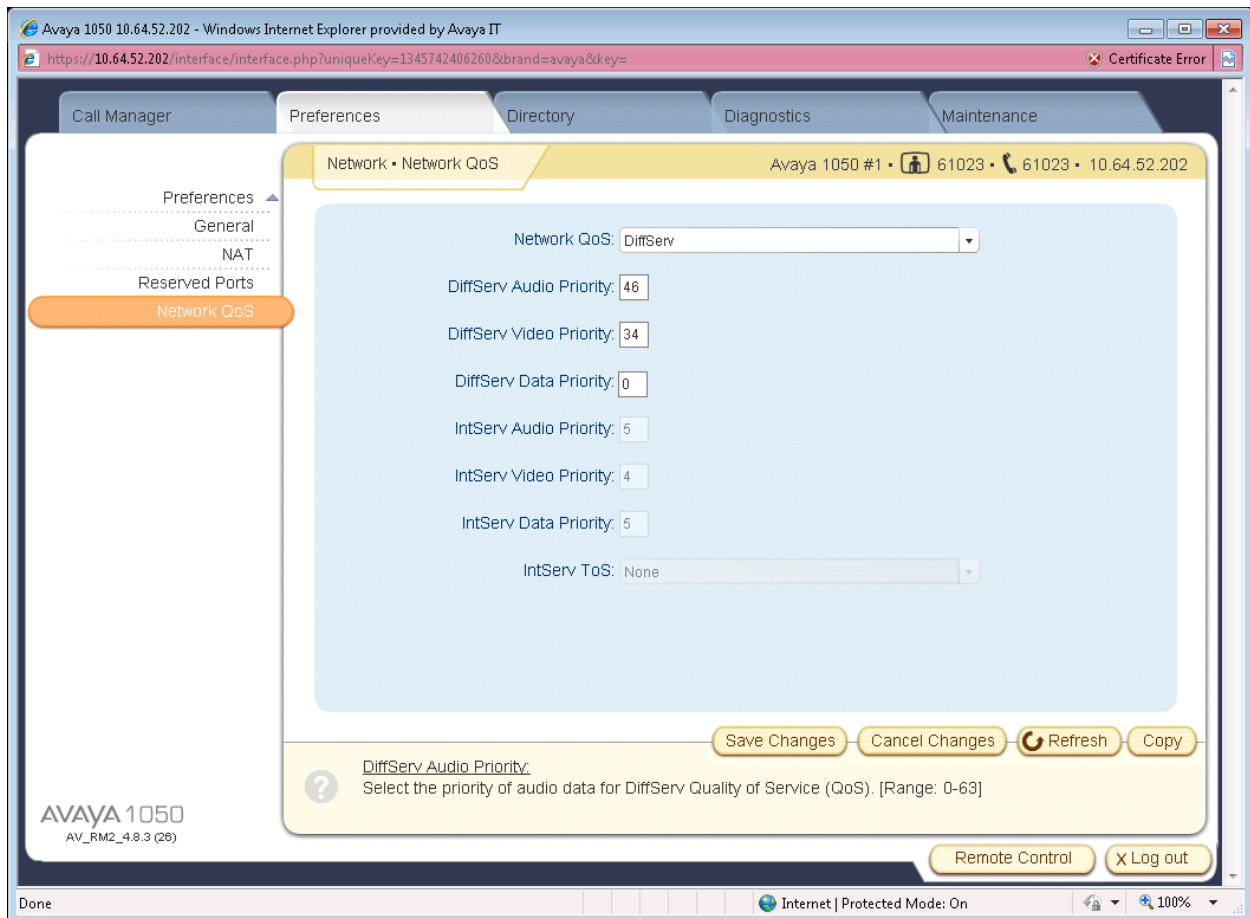 Avaya 1050 10.64.52.202 - Windows Internet Explorer provided by Avaya IT
https://10.64.52.202/interface/interface.php?uniqueKey=1345742406260&brand=avaya&key=
Certificate Error
Call Manager
Preferences
Directory
Diagnostics
Maintenance
Network • Network QoS
Avaya 1050 #1 • 61023 • 61023 • 10.64.52.202
Preferences
General
NAT
Reserved Ports
Network QoS
Network QoS: DiffServ
DiffServ Audio Priority: 46
DiffServ Video Priority: 34
DiffServ Data Priority: 0
IntServ Audio Priority: 5
IntServ Video Priority: 4
IntServ Data Priority: 5
IntServ ToS: None
Save Changes
Cancel Changes
Refresh
Copy
?
DiffServ Audio Priority:
Select the priority of audio data for DiffServ Quality of Service (QoS). [Range: 0-63]
AVAYA 1050
AV_RM2_4.8.3 (26)
Remote Control
X Log out
Done
Internet | Protected Mode: On
100%